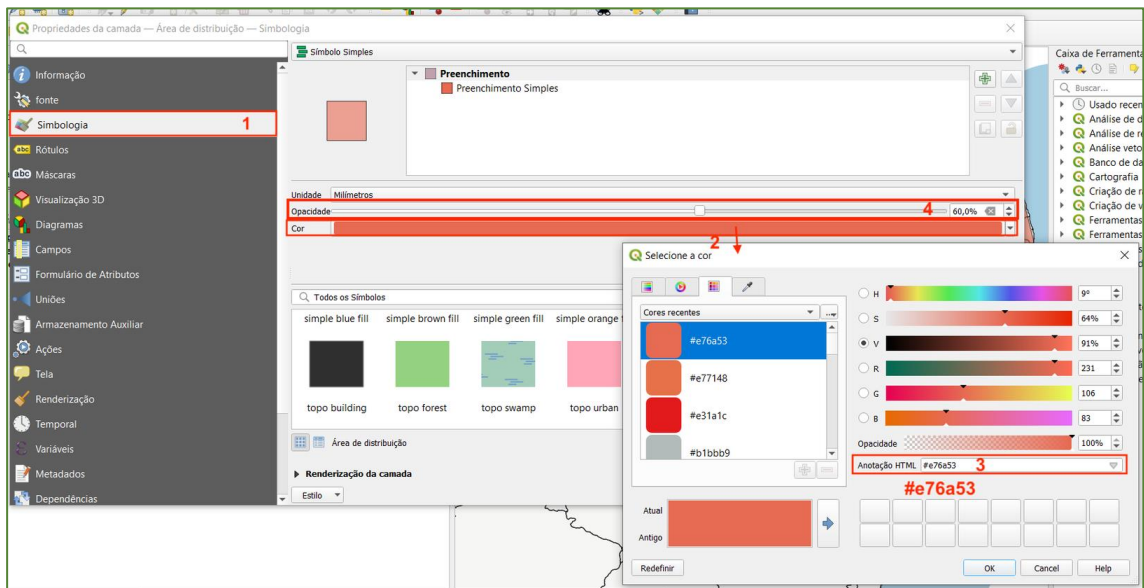 Propriedades da camada — Área de distribuição — Simbologia
Informação
fonte
Simbologia 1
Rótulos
Máscaras
Visualização 3D
Diagramas
Campos
Formulário de Atributos
Uniões
Armazenamento Auxiliar
Ações
Tela
Renderização
Temporal
Variáveis
Metadados
Dependências
Símbolo Simples
Preenchimento
Preenchimento Simples
Unidade Milímetros
Opacidade 4 60,0%
Cor
2
Todos os Símbolos
simple blue fill simple brown fill simple green fill simple orange
topo building topo forest topo swamp topo urban
Área de distribuição
Renderização da camada
Estilo
Caixa de Ferramenta
Buscar...
Usado recen
Análise de d
Análise de r
Análise veto
Banco de da
Cartografia
Criação de r
Criação de v
Ferramentas
Ferramentas
Selecione a cor
Cores recentes ...
#e76a53
#e77148
#e31a1c
#b1bbb9
H 9°
S 64%
V 91%
R 231
G 106
B 83
Opacidade 100%
Anotação HTML #e76a53 3
#e76a53
Atual
Antigo
Redefinir OK Cancel Help